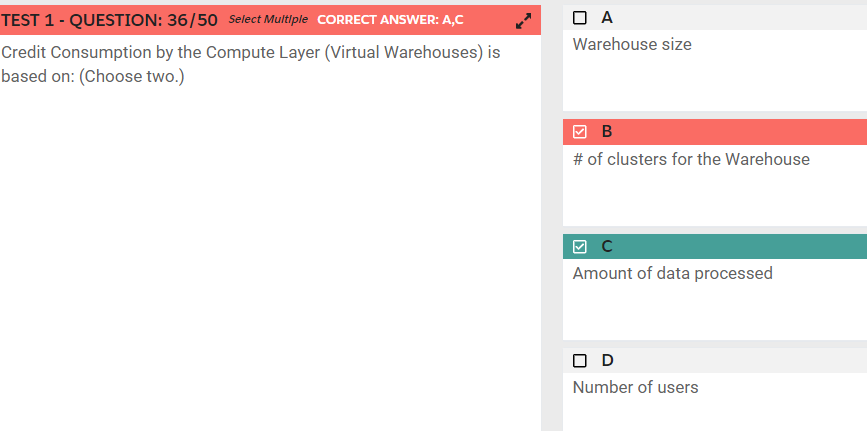 TEST 1 - QUESTION: 36/50 Select Multiple CORRECT ANSWER: A,C
Credit Consumption by the Compute Layer (Virtual Warehouses) is
based on: (Choose two.)
A
Warehouse size
B
# of clusters for the Warehouse
C
Amount of data processed
D
Number of users